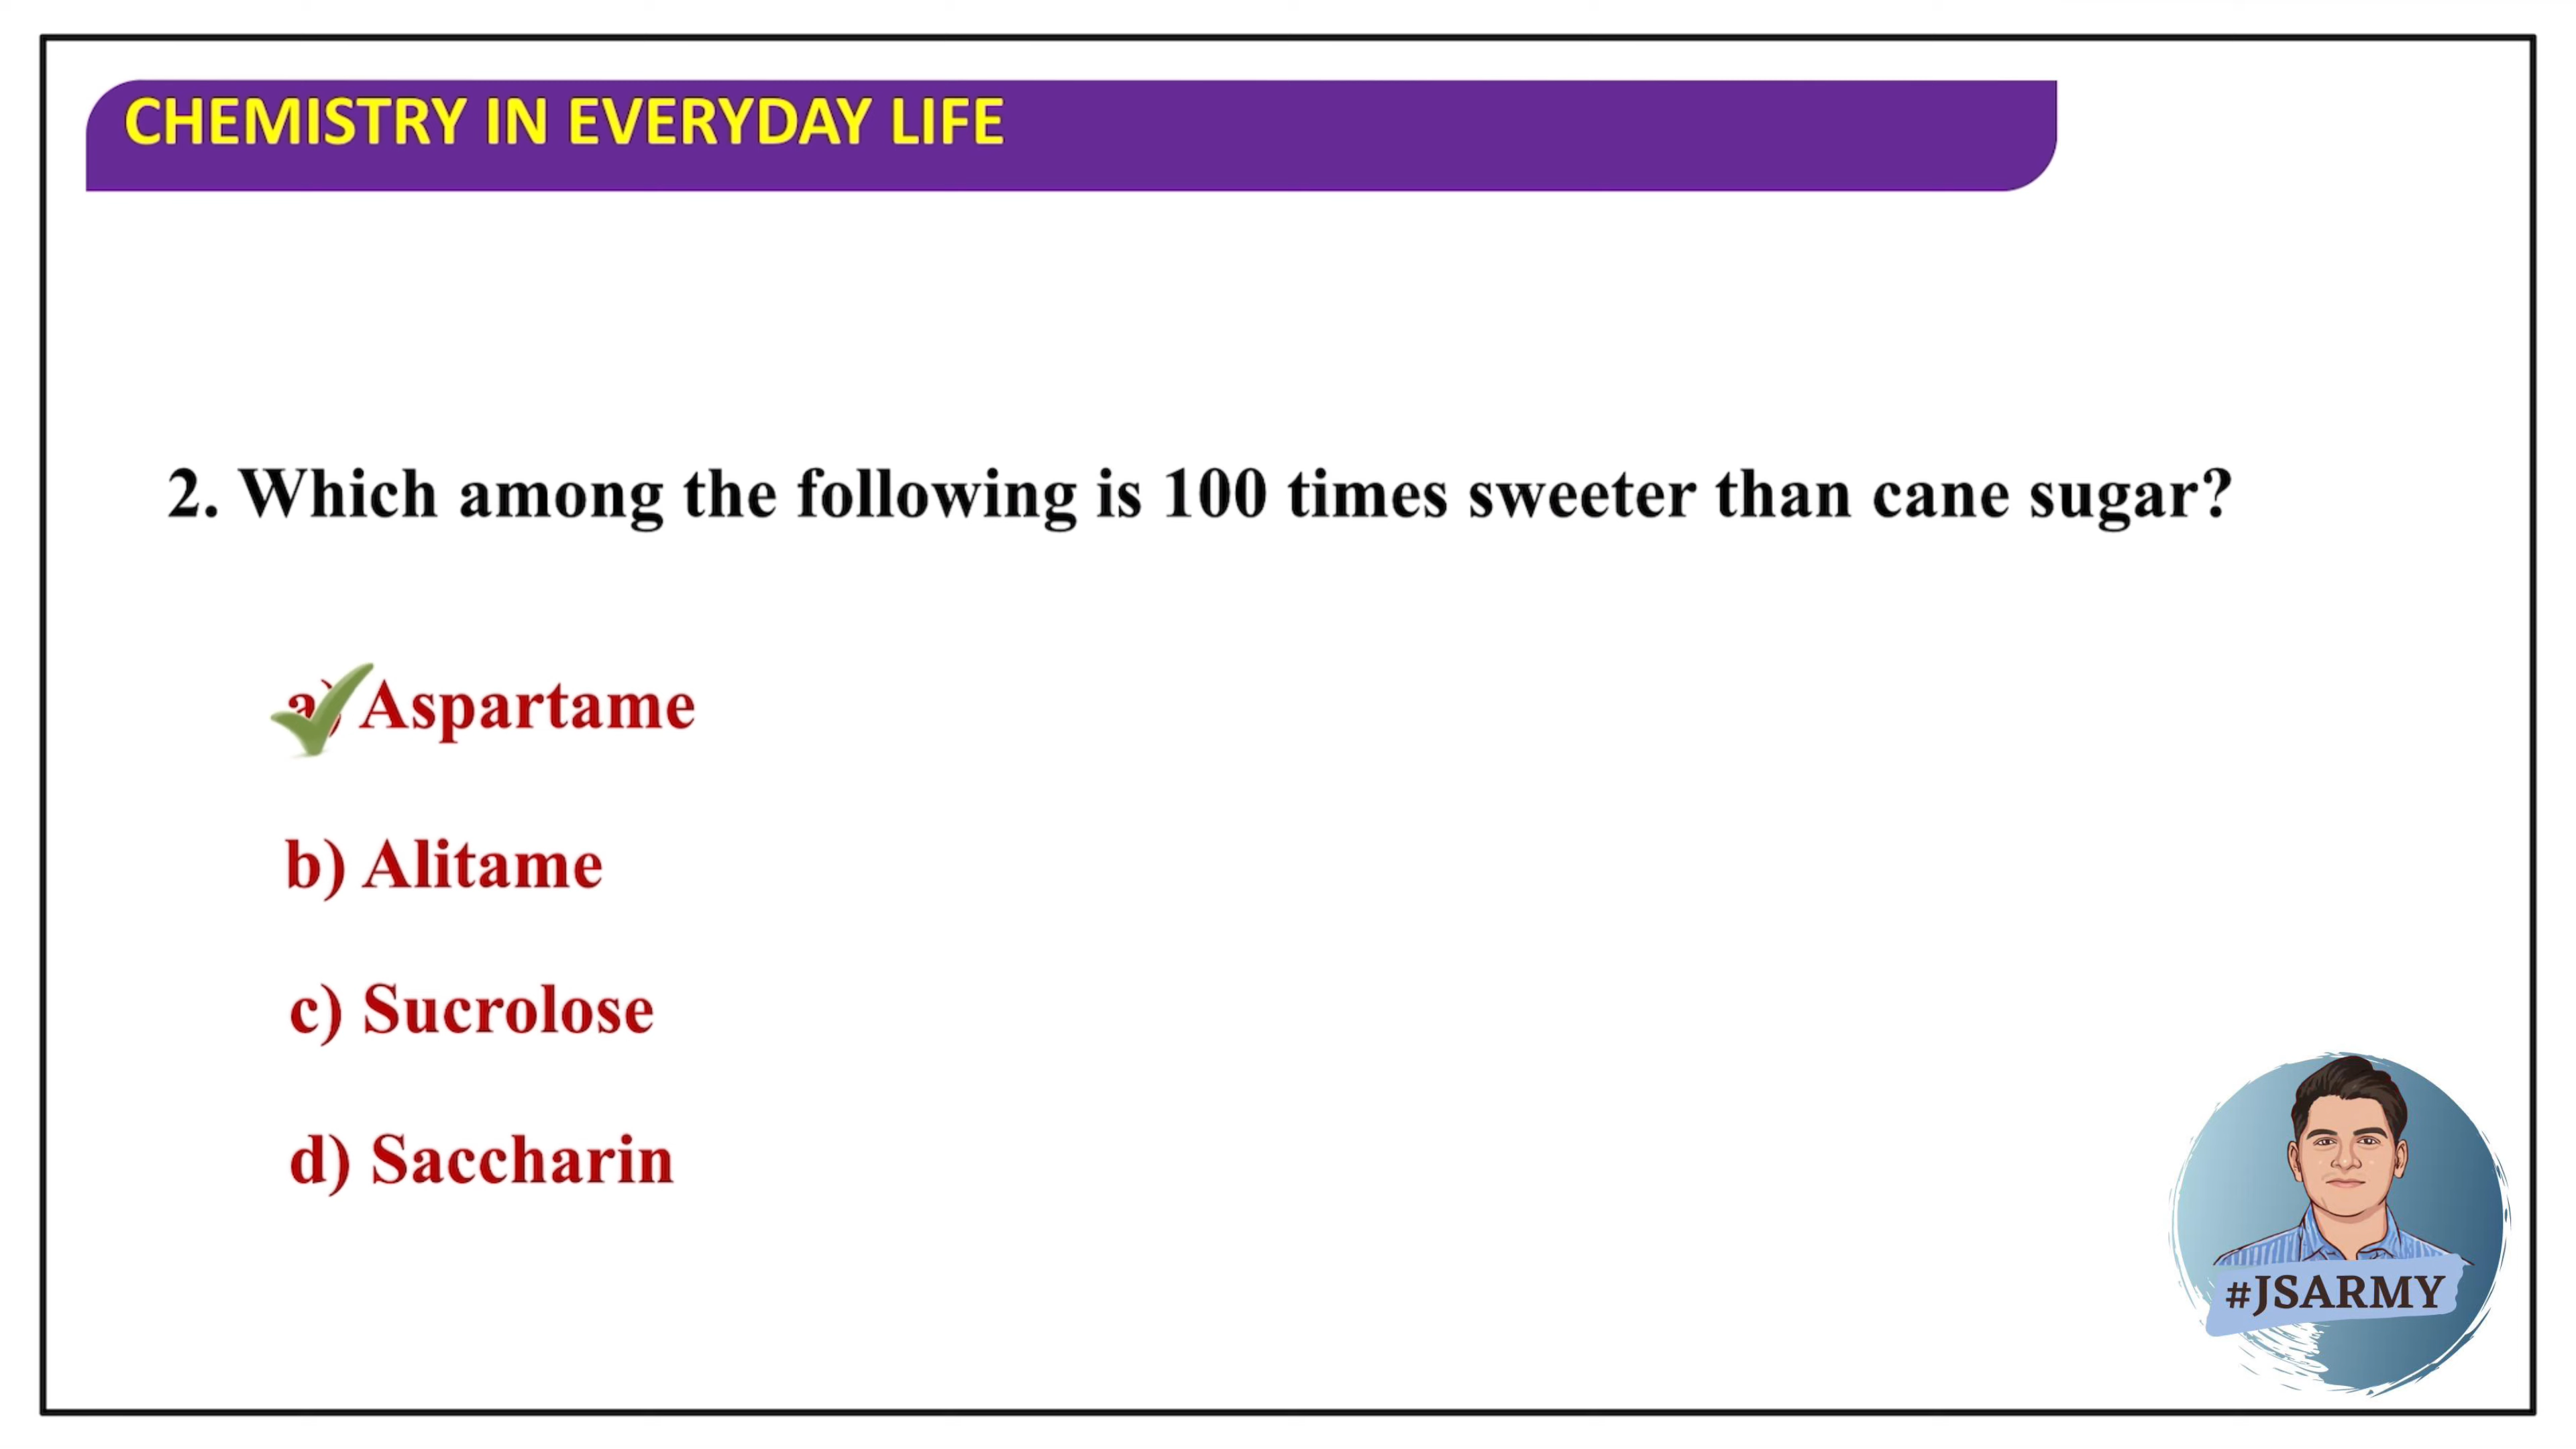 CHEMISTRY IN EVERYDAY LIFE
2. Which among the following is 100 times sweeter than cane sugar?
a) Aspartame
b) Alitame
c) Sucrolose
d) Saccharin
#JSARMY